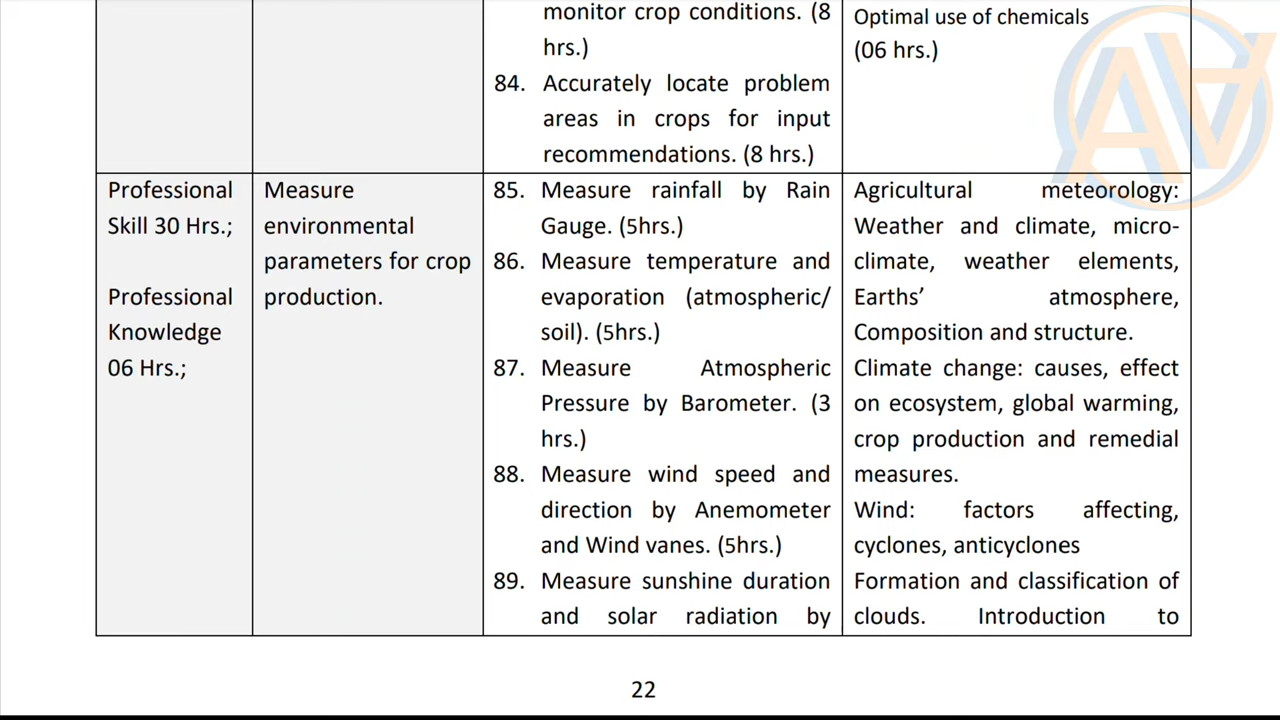 monitor crop conditions. (8
hrs.)
84. Accurately locate problem
areas in crops for input
recommendations. (8 hrs.)
Optimal use of chemicals
(06 hrs.)
Professional
Skill 30 Hrs.;
Professional
Knowledge
06 Hrs.;
Measure
environmental
parameters for crop
production.
85. Measure rainfall by Rain
Gauge. (5hrs.)
86. Measure temperature and
evaporation (atmospheric/
soil). (5hrs.)
87. Measure Atmospheric
Pressure by Barometer. (3
hrs.)
88. Measure wind speed and
direction by Anemometer
and Wind vanes. (5hrs.)
89. Measure sunshine duration
and solar radiation by
Agricultural meteorology:
Weather and climate, micro-
climate, weather elements,
Earths’ atmosphere,
Composition and structure.
Climate change: causes, effect
on ecosystem, global warming,
crop production and remedial
measures.
Wind: factors affecting,
cyclones, anticyclones
Formation and classification of
clouds. Introduction to
22